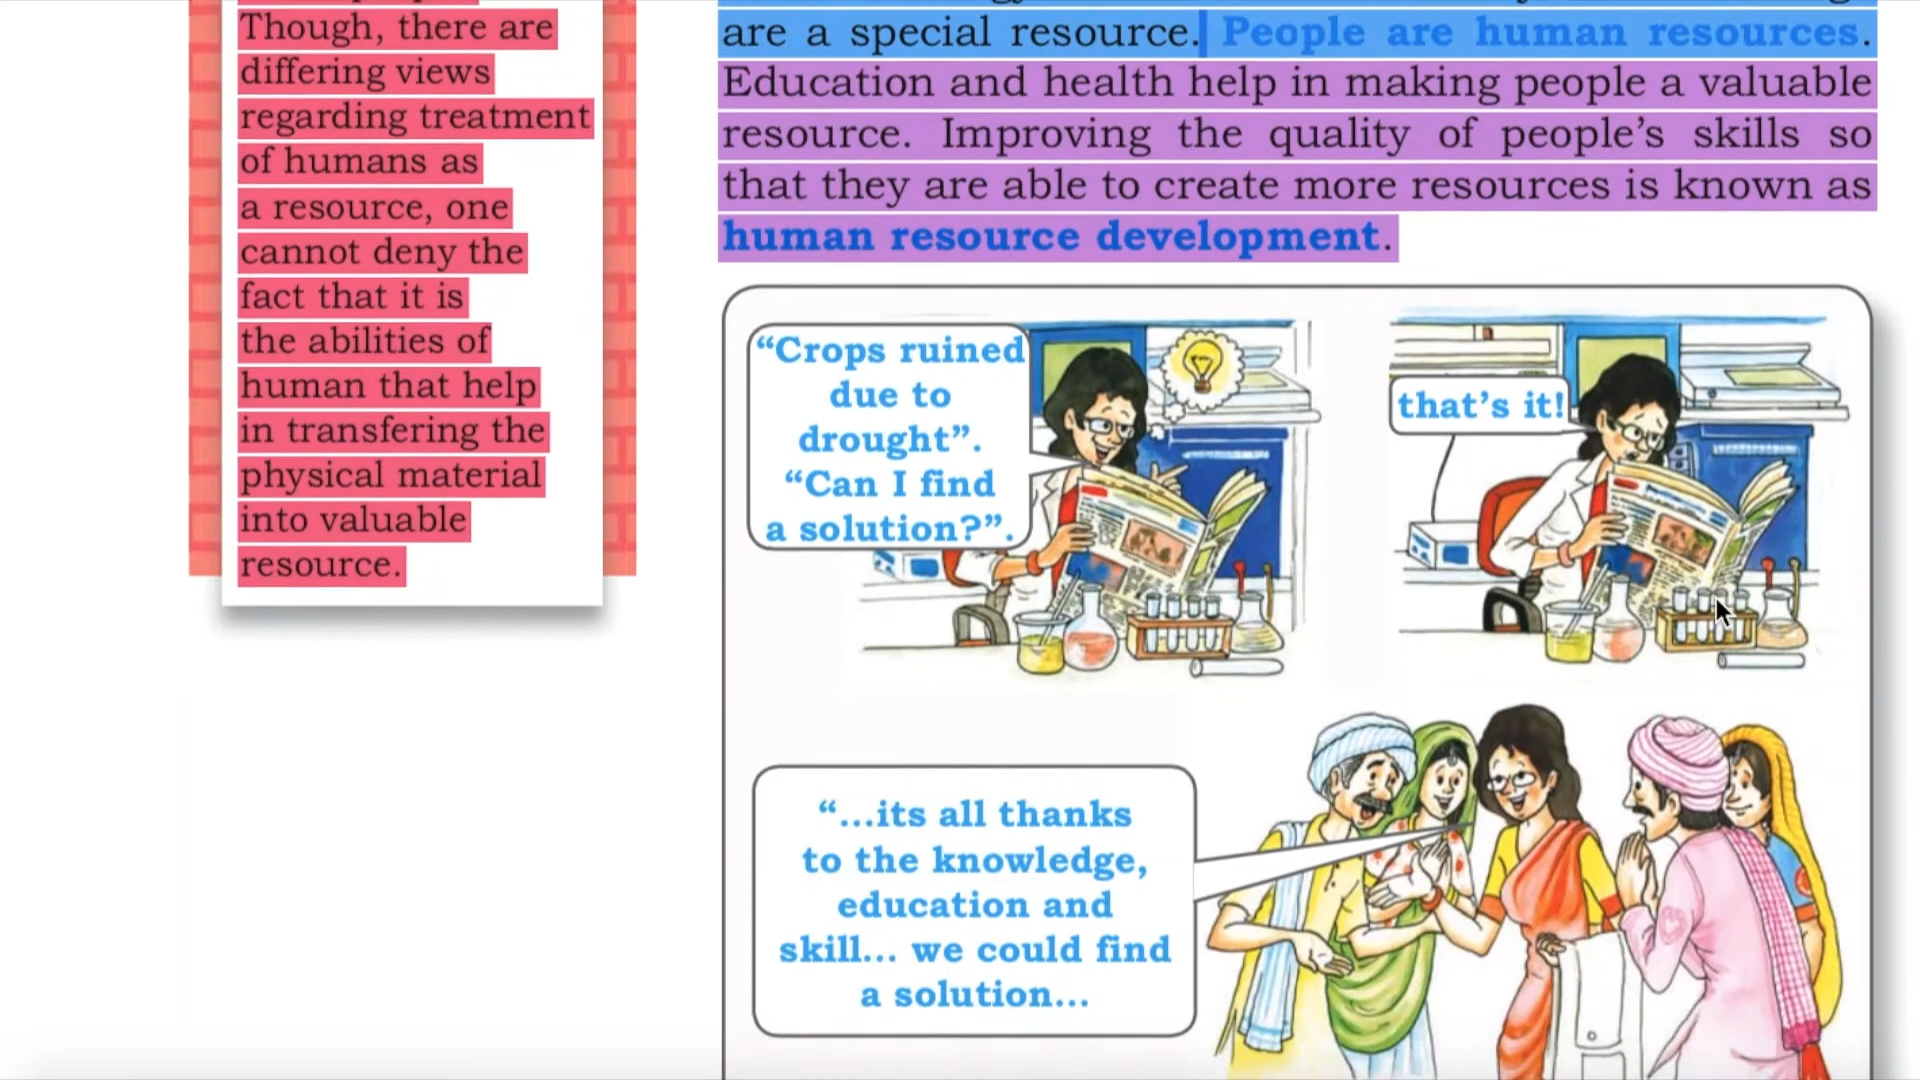 Though, there are
differing views
regarding treatment
of humans as
a resource, one
cannot deny the
fact that it is
the abilities of
human that help
in transfering the
physical material
into valuable
resource.
are a special resource. People are human resources.
Education and health help in making people a valuable
resource. Improving the quality of people’s skills so
that they are able to create more resources is known as
human resource development.
“Crops ruined
due to
drought”.
“Can I find
a solution?”.
that’s it!
“...its all thanks
to the knowledge,
education and
skill... we could find
a solution...